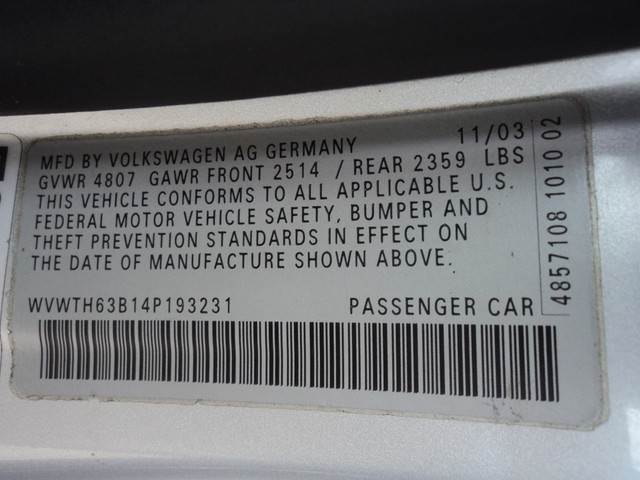 MFD BY VOLKSWAGEN AG GERMANY 11/03
GVWR 4807 GAWR FRONT 2514 / REAR 2359 LBS
THIS VEHICLE CONFORMS TO ALL APPLICABLE U.S.
FEDERAL MOTOR VEHICLE SAFETY, BUMPER AND
THEFT PREVENTION STANDARDS IN EFFECT ON
THE DATE OF MANUFACTURE SHOWN ABOVE.
WVWTH63B14P193231 PASSENGER CAR
4857108 1010 02